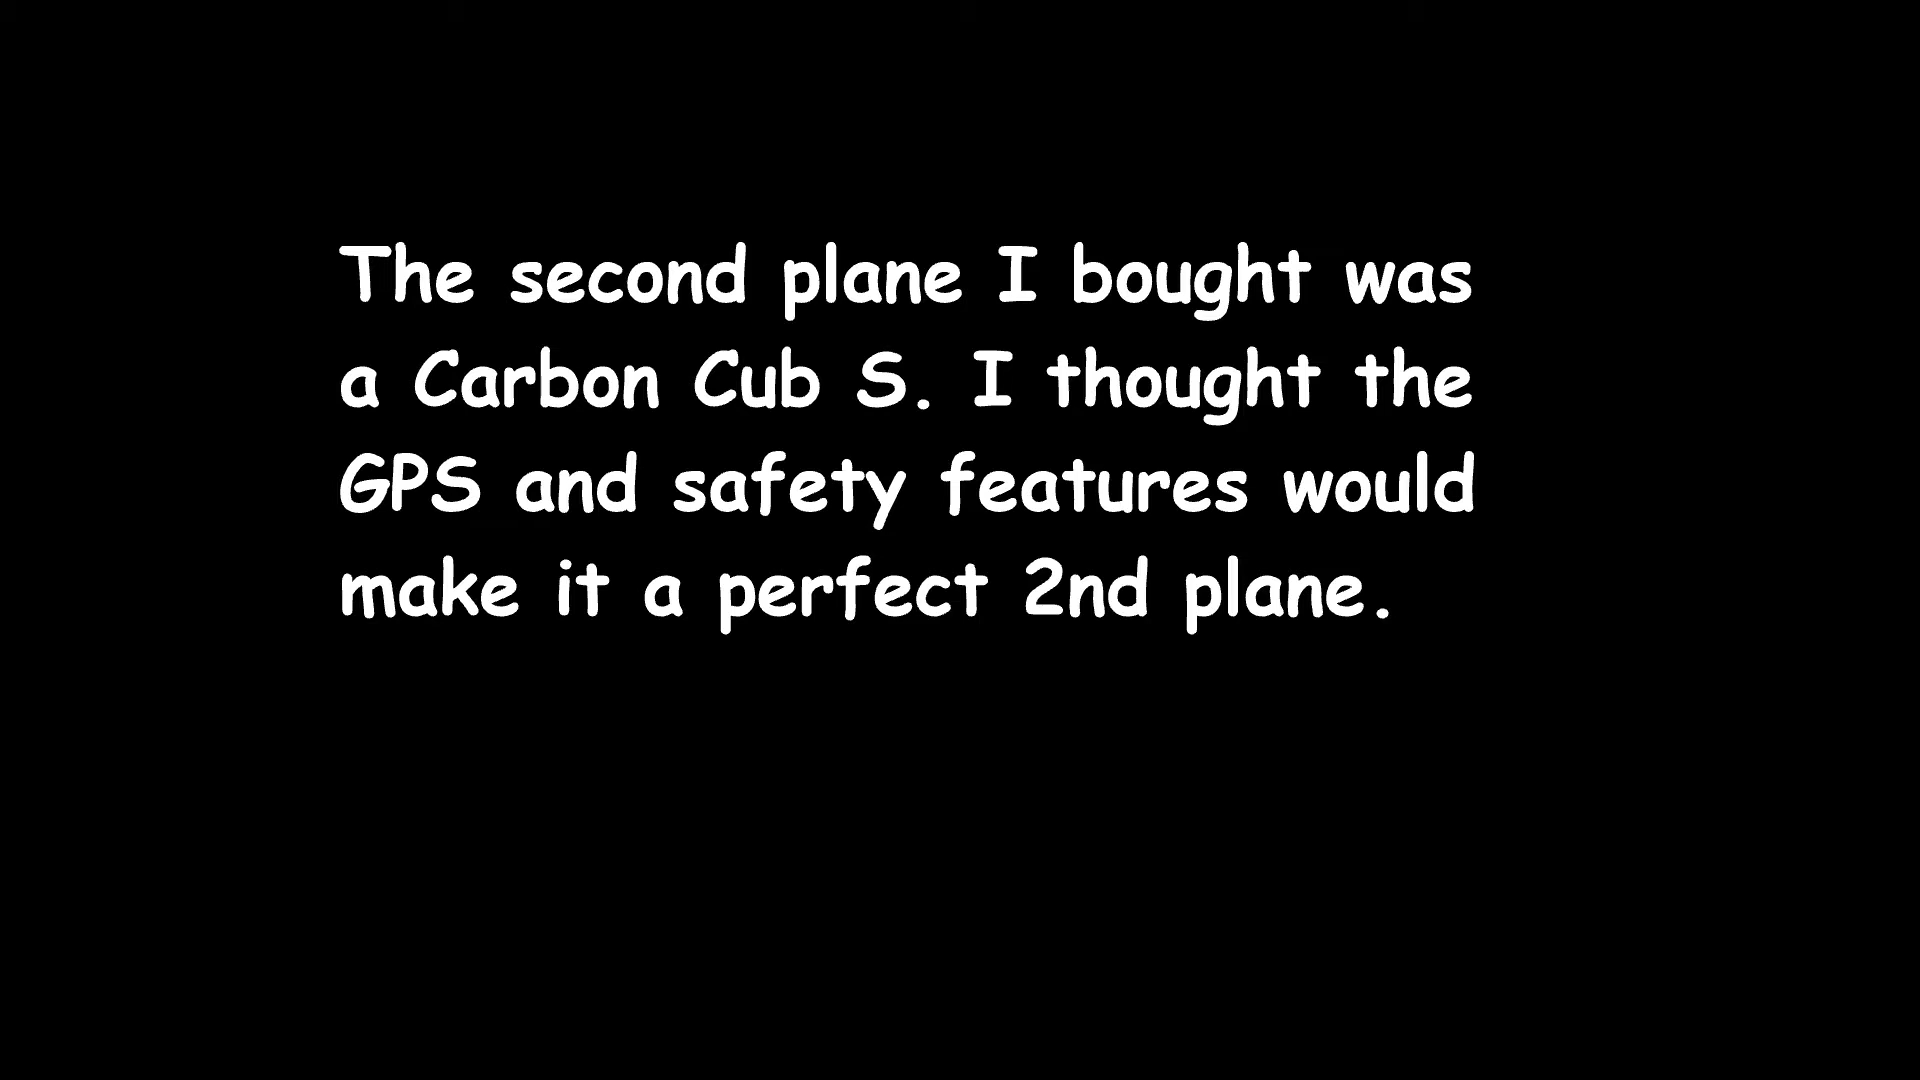 The second plane I bought was
a Carbon Cub S. I thought the
GPS and safety features would
make it a perfect 2nd plane.